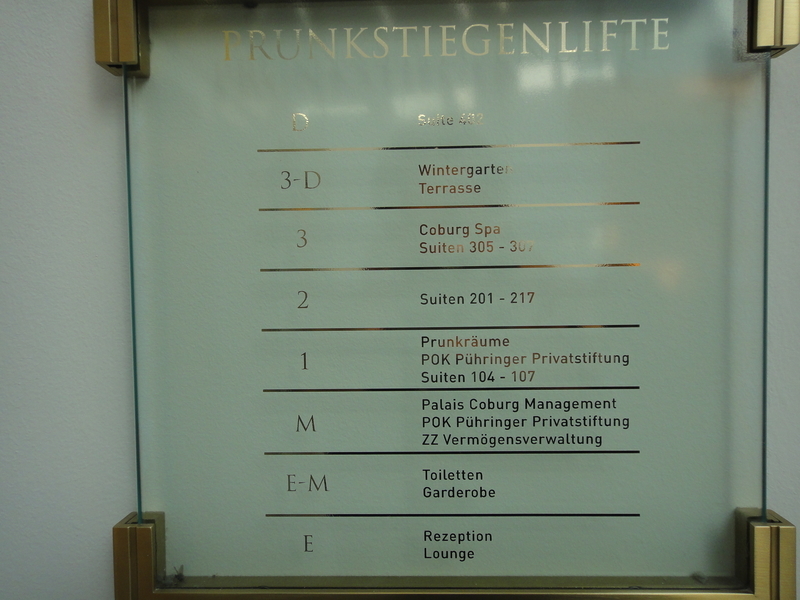 PRUNKSTIEGENLIFTE
D Suite
3-D Wintergarten
Terrasse
3 Coburg Spa
Suiten 305 - 307
2 Suiten 201 - 217
1 Prunkräume
POK Pühringer Privatstiftung
Suiten 104 - 107
M Palais Coburg Management
POK Pühringer Privatstiftung
ZZ Vermögensverwaltung
E-M Toiletten
Garderobe
E Rezeption
Lounge